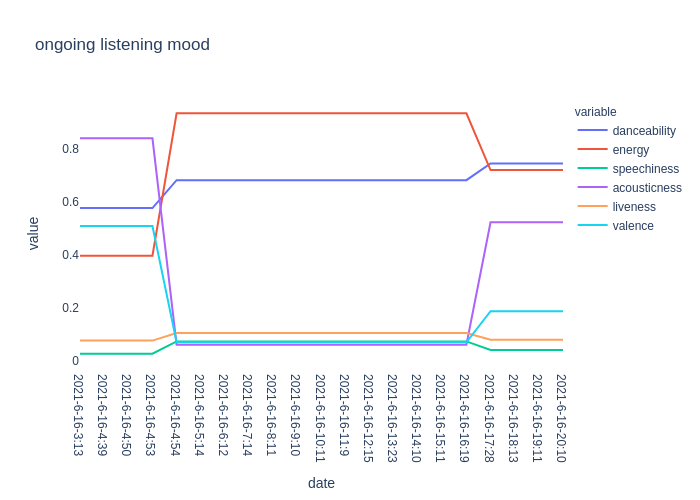 ongoing listening mood
variable
danceability
energy
speechiness
acousticness
liveness
valence
value
0.8
0.6
0.4
0.2
0
2021-6-16-3:13
2021-6-16-4:39
2021-6-16-4:50
2021-6-16-4:53
2021-6-16-4:54
2021-6-16-5:14
2021-6-16-6:12
2021-6-16-7:14
2021-6-16-8:11
2021-6-16-9:10
2021-6-16-10:11
2021-6-16-11:9
2021-6-16-12:15
2021-6-16-13:23
2021-6-16-14:10
2021-6-16-15:11
2021-6-16-16:19
2021-6-16-17:28
2021-6-16-18:13
2021-6-16-19:11
2021-6-16-20:10
date